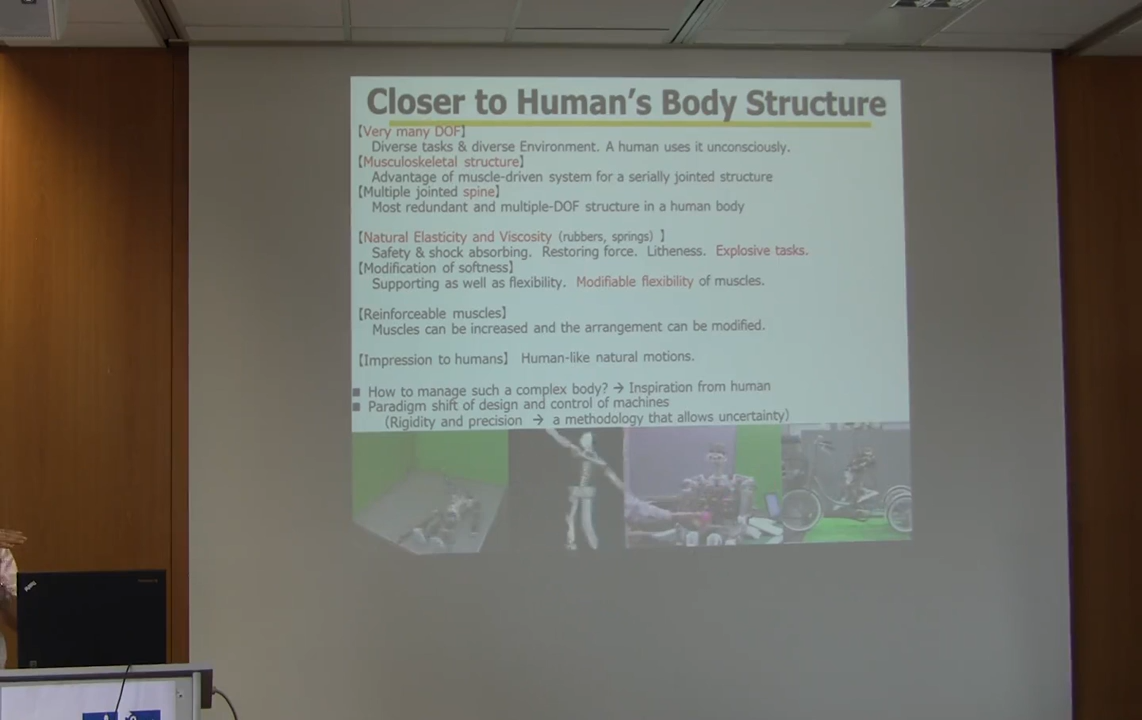 Closer to Human's Body Structure
【Very many DOF】
Diverse tasks & diverse Environment. A human uses it unconsciously.
【Musculoskeletal structure】
Advantage of muscle-driven system for a serially jointed structure
【Multiple jointed spine】
Most redundant and multiple-DOF structure in a human body
【Natural Elasticity and Viscosity (rubbers, springs) 】
Safety & shock absorbing. Restoring force. Litheness. Explosive tasks.
【Modification of softness】
Supporting as well as flexibility. Modifiable flexibility of muscles.
【Reinforceable muscles】
Muscles can be increased and the arrangement can be modified.
【Impression to humans】 Human-like natural motions.
■ How to manage such a complex body? → Inspiration from human
■ Paradigm shift of design and control of machines
(Rigidity and precision → a methodology that allows uncertainty)